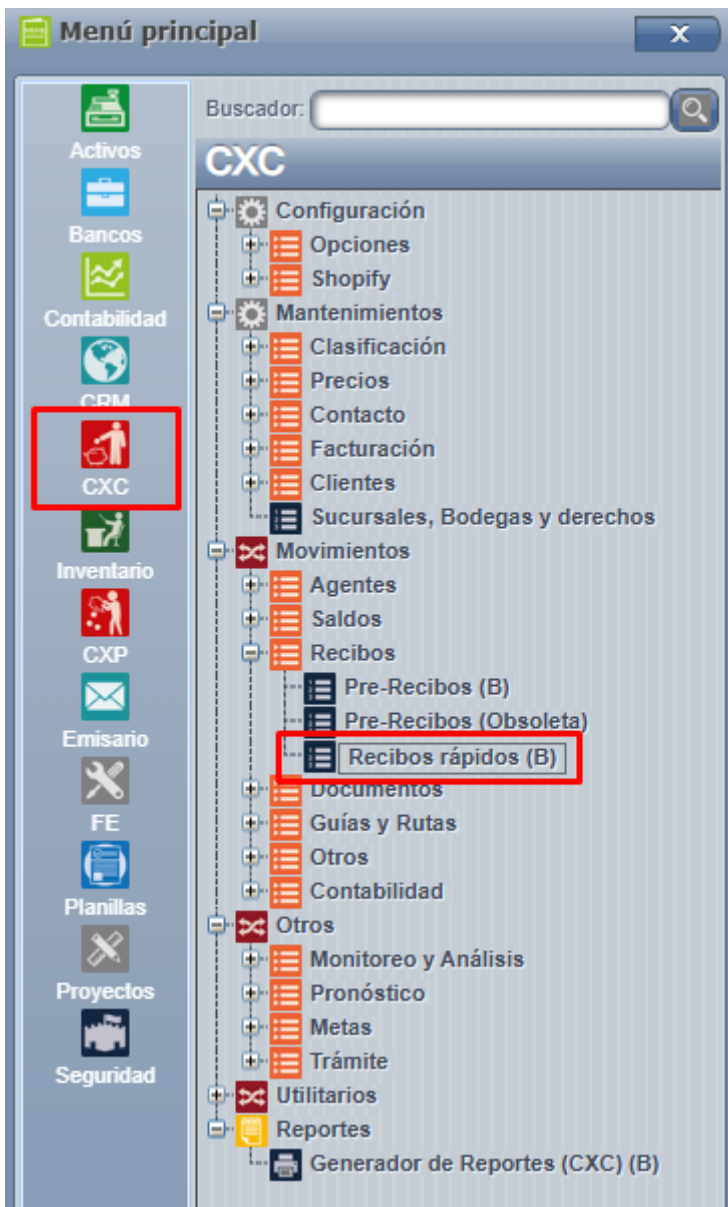 Menú principal
x
Activos
Bancos
Contabilidad
CRM
CXC
Inventario
CXP
Emisario
FE
Planillas
Proyectos
Seguridad
Buscador:
CXC
Configuración
Opciones
Shopify
Mantenimientos
Clasificación
Precios
Contacto
Facturación
Clientes
Sucursales, Bodegas y derechos
Movimientos
Agentes
Saldos
Recibos
Pre-Recibos (B)
Pre-Recibos (Obsoleta)
Recibos rápidos (B)
Documentos
Guías y Rutas
Otros
Contabilidad
Otros
Monitoreo y Análisis
Pronóstico
Metas
Trámite
Utilitarios
Reportes
Generador de Reportes (CXC) (B)